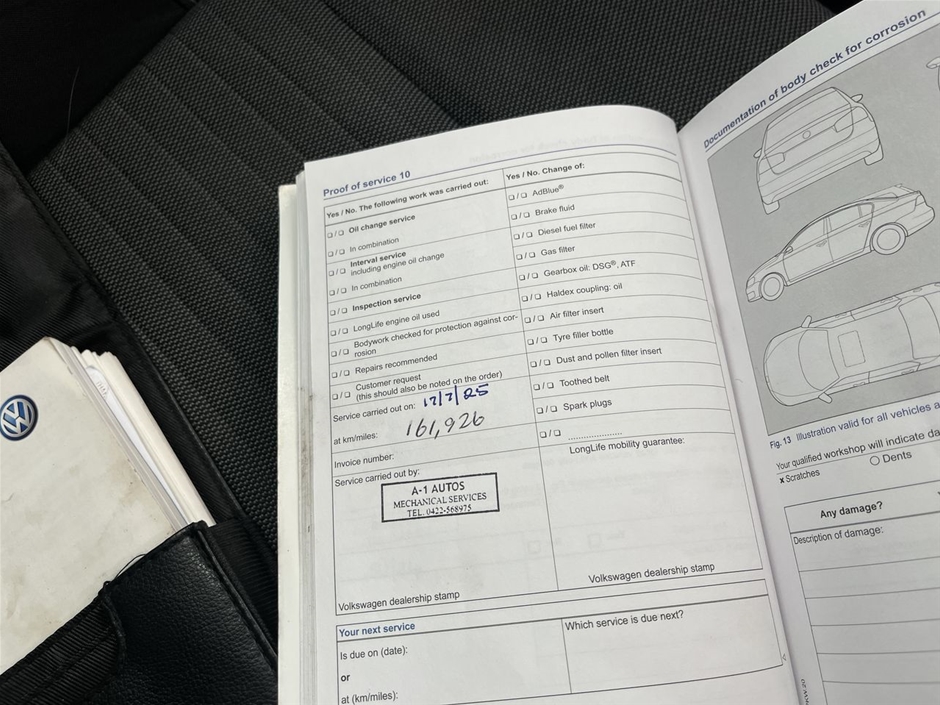 Proof of service 10
Yes / No. The following work was carried out:
❏ / ❏ Oil change service
❏ / ❏ In combination
❏ / ❏ Interval service
including engine oil change
❏ / ❏ In combination
❏ / ❏ Inspection service
❏ / ❏ LongLife engine oil used
❏ / ❏ Bodywork checked for protection against cor-
rosion
❏ / ❏ Repairs recommended
❏ / ❏ Customer request
(this should also be noted on the order)
Service carried out on: 17/7/25
at km/miles: 161,926
Invoice number:
Service carried out by:
A-1 AUTOS
MECHANICAL SERVICES
TEL. 0422-568975
Volkswagen dealership stamp
Yes / No. Change of:
❏ / ❏ AdBlue®
❏ / ❏ Brake fluid
❏ / ❏ Diesel fuel filter
❏ / ❏ Gas filter
❏ / ❏ Gearbox oil: DSG®, ATF
❏ / ❏ Haldex coupling: oil
❏ / ❏ Air filter insert
❏ / ❏ Tyre filler bottle
❏ / ❏ Dust and pollen filter insert
❏ / ❏ Toothed belt
❏ / ❏ Spark plugs
❏ / ❏ .....................
LongLife mobility guarantee:
Volkswagen dealership stamp
Your next service
Is due on (date):
or
at (km/miles):
Which service is due next?
Documentation of body check for corrosion
Fig. 13 Illustration valid for all vehicles
Your qualified workshop will indicate
x Scratches
○ Dents
Any damage?
Description of damage:
VW